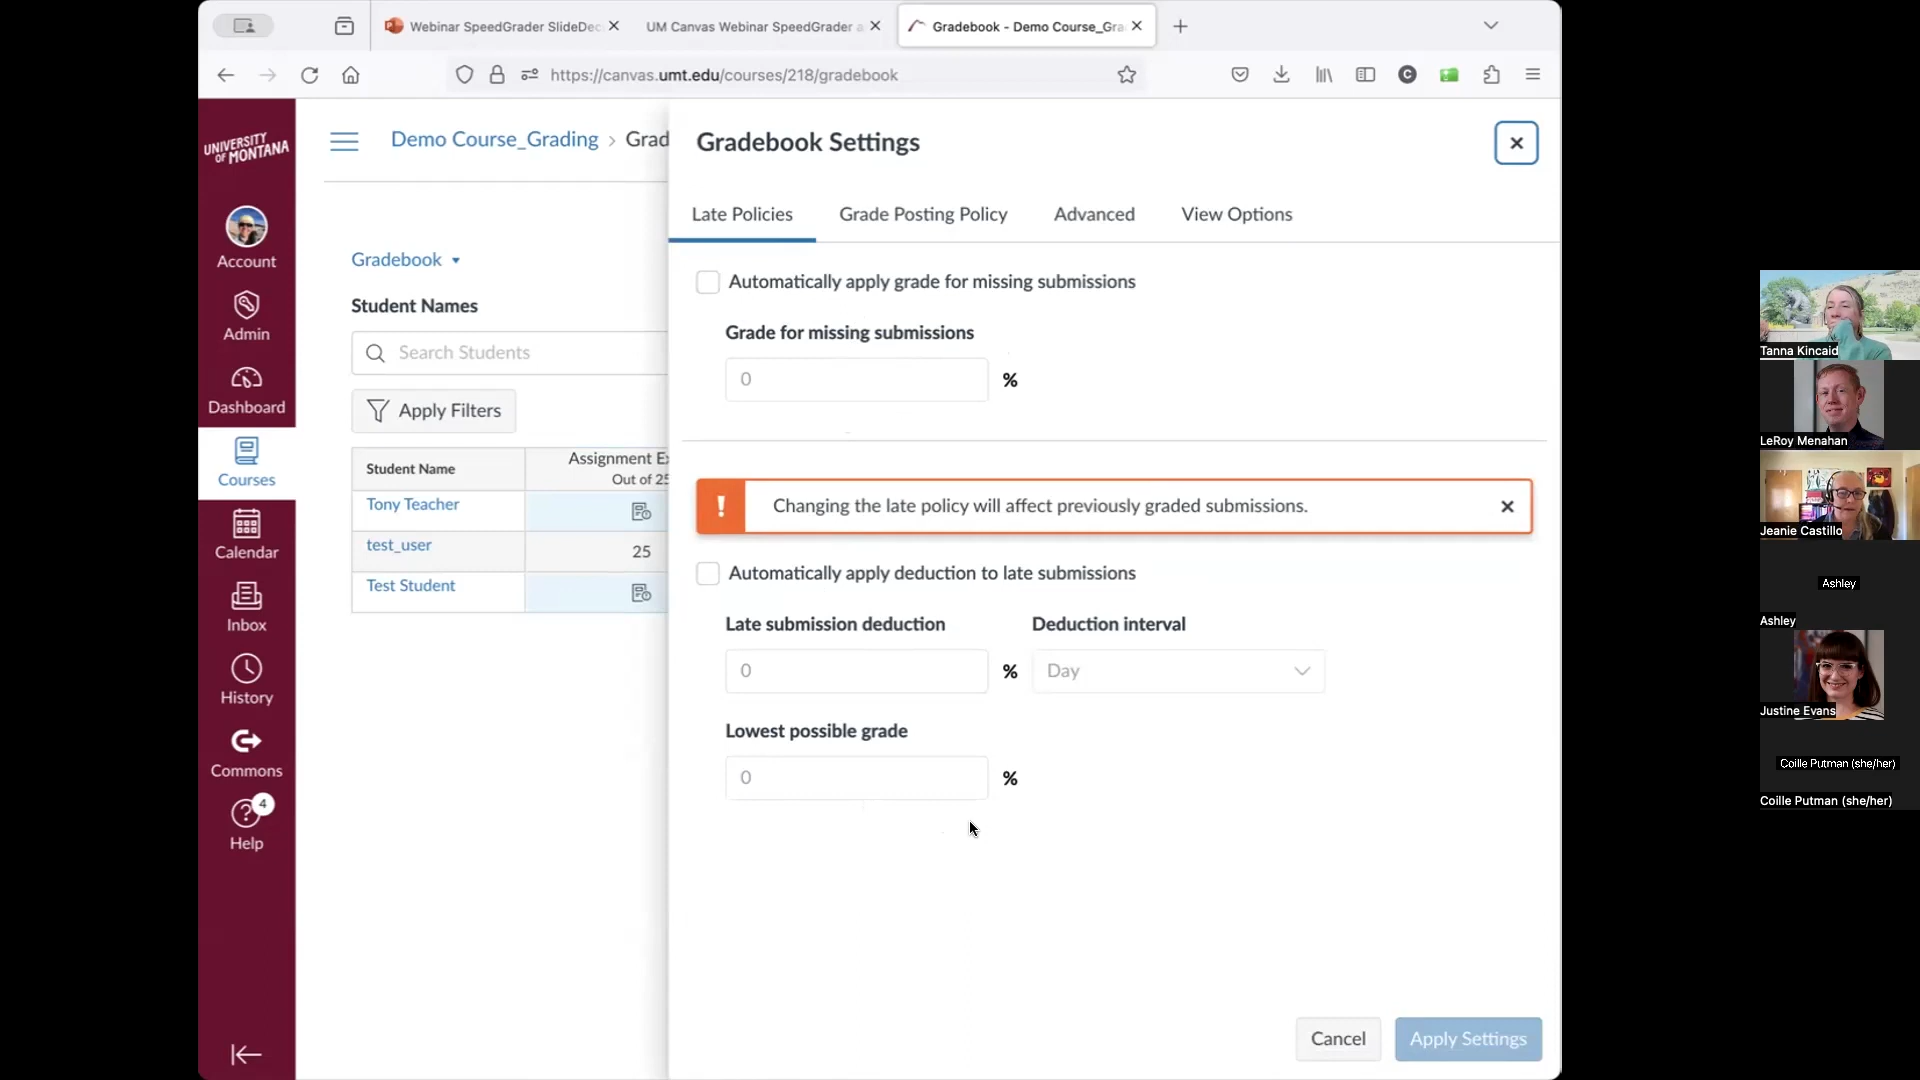 Webinar SpeedGrader SlideDec
UM Canvas Webinar SpeedGrader a
Gradebook - Demo Course_Gra
https://canvas.umt.edu/courses/218/gradebook
UNIVERSITY
OF MONTANA
Account
Admin
Dashboard
Courses
Calendar
Inbox
History
Commons
4
Help
Demo Course_Grading › Grad
Gradebook
Student Names
Search Students
Apply Filters
Student Name
Assignment Ex
Out of 25
Tony Teacher
test_user
25
Test Student
Gradebook Settings
Late Policies
Grade Posting Policy
Advanced
View Options
Automatically apply grade for missing submissions
Grade for missing submissions
0 %
! Changing the late policy will affect previously graded submissions.
Automatically apply deduction to late submissions
Late submission deduction
Deduction interval
0 %
Day
Lowest possible grade
0 %
Cancel
Apply Settings
Tanna Kincaid
LeRoy Menahan
Jeanie Castillo
Ashley
Ashley
Justine Evans
Coille Putman (she/her)
Coille Putman (she/her)